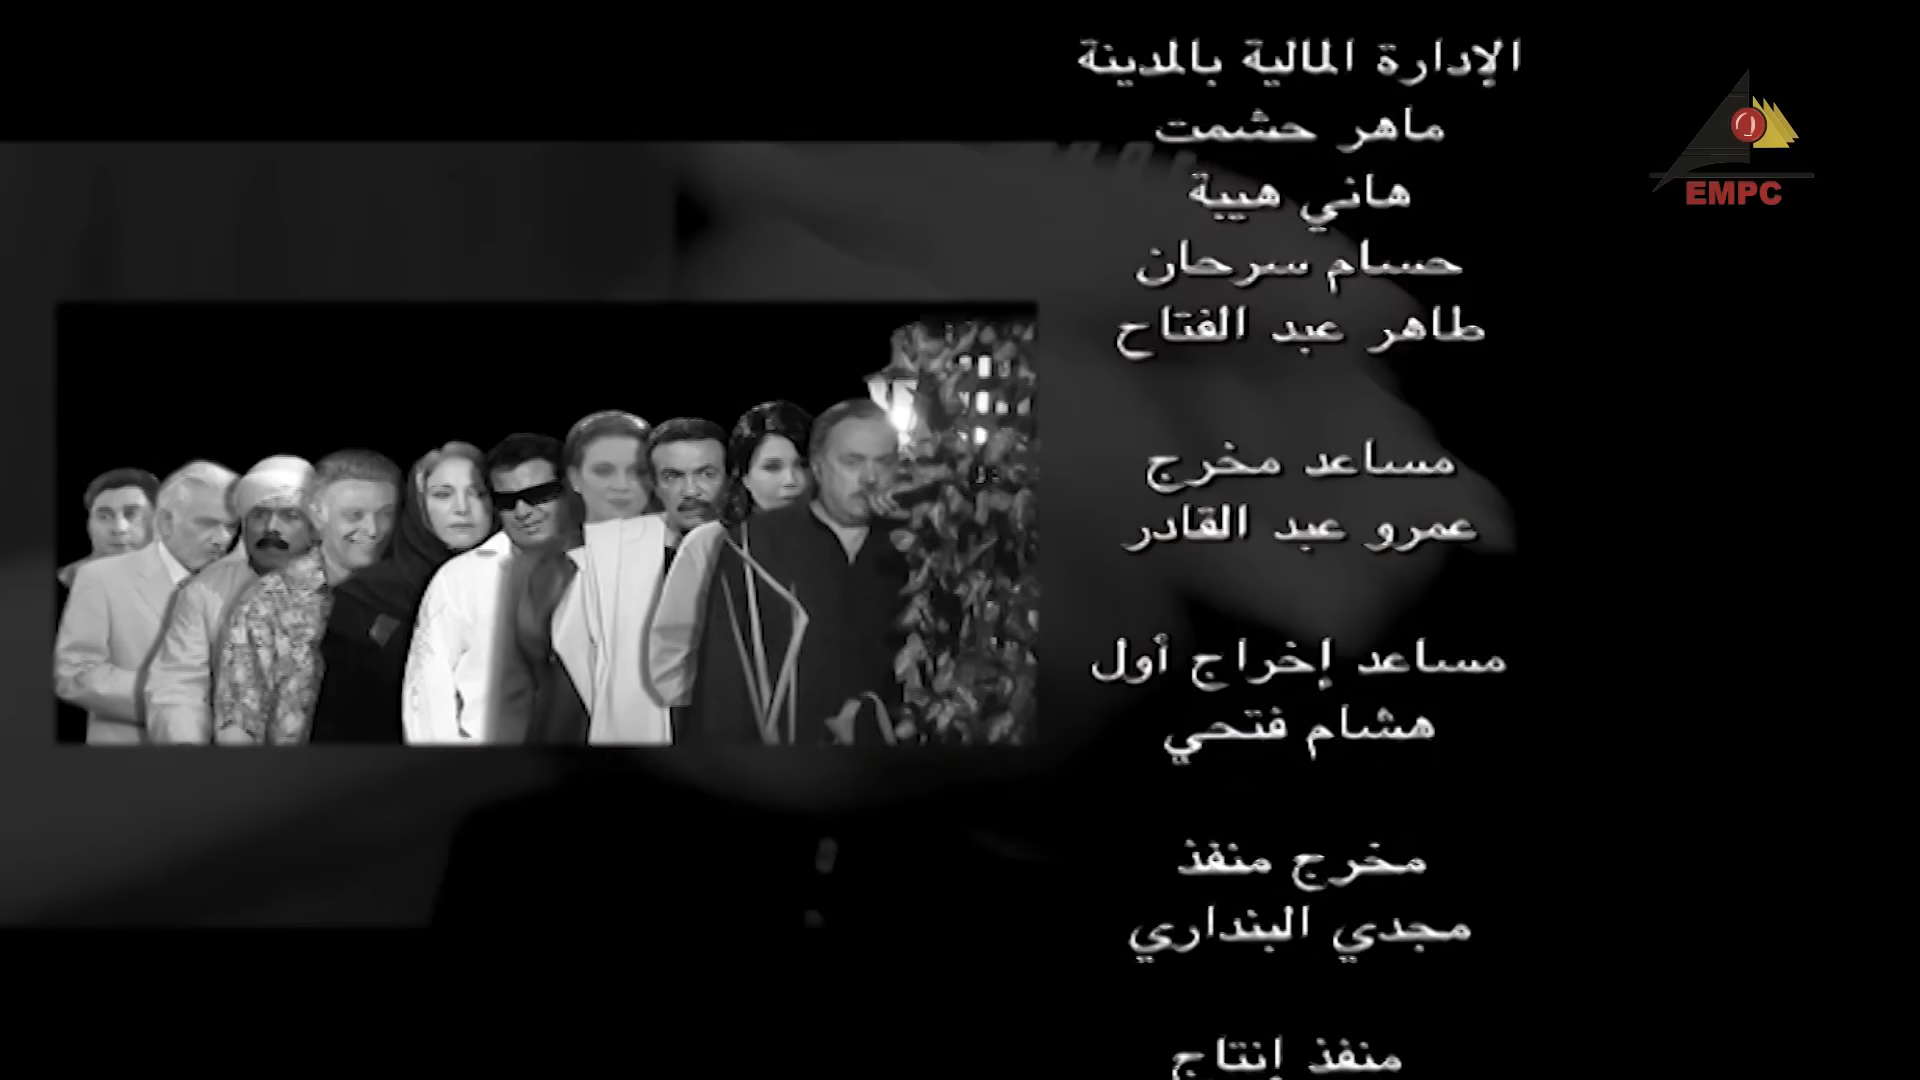 الإدارة المالية بالمدينة
ماهر حشمت
هاني هيبة
حسام سرحان
طاهر عبد الفتاح
مساعد مخرج
عمرو عبد القادر
مساعد إخراج أول
هشام فتحي
مخرج منفذ
مجدي البنداري
منفذ إنتاج
EMPC